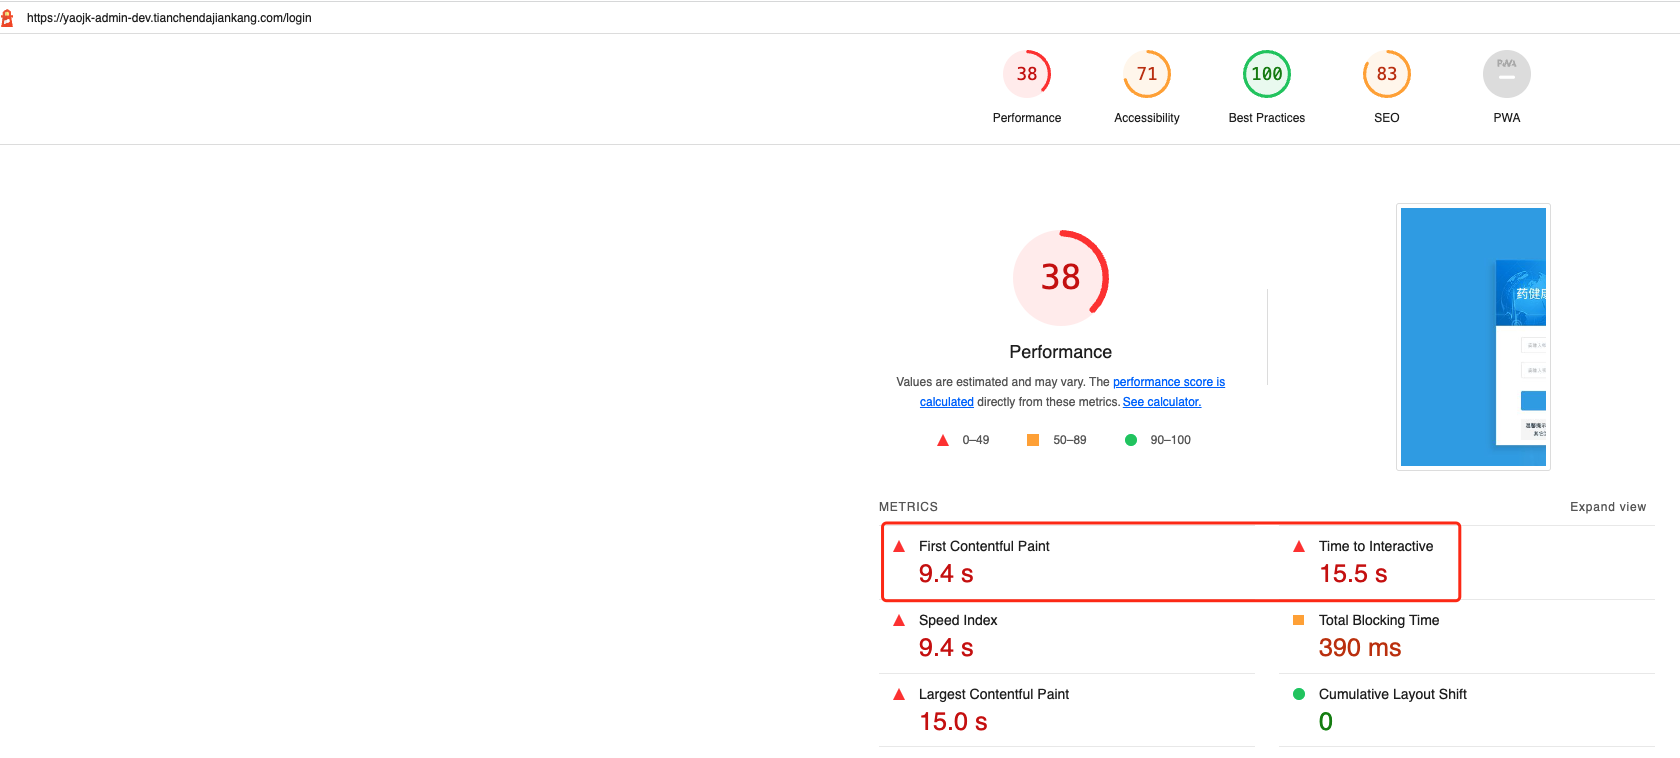 https://yaojk-admin-dev.tianchendajiankang.com/login
38
71
100
83
PWA
Performance
Accessibility
Best Practices
SEO
PWA
38
Performance
Values are estimated and may vary. The performance score is
calculated directly from these metrics. See calculator.
0–49
50–89
90–100
药健康
METRICS
Expand view
First Contentful Paint
9.4 s
Time to Interactive
15.5 s
Speed Index
9.4 s
Total Blocking Time
390 ms
Largest Contentful Paint
15.0 s
Cumulative Layout Shift
0